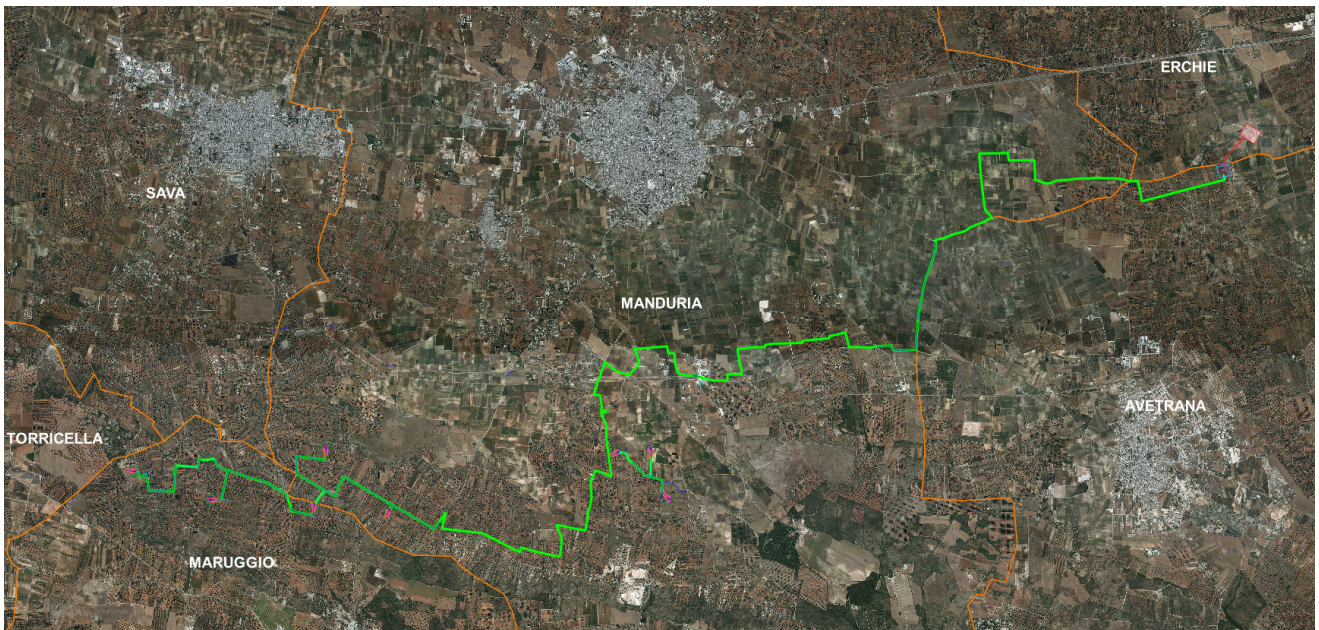 ERCHIE
SAVA
MANDURIA
AVETRANA
TORRICELLA
MARUGGIO